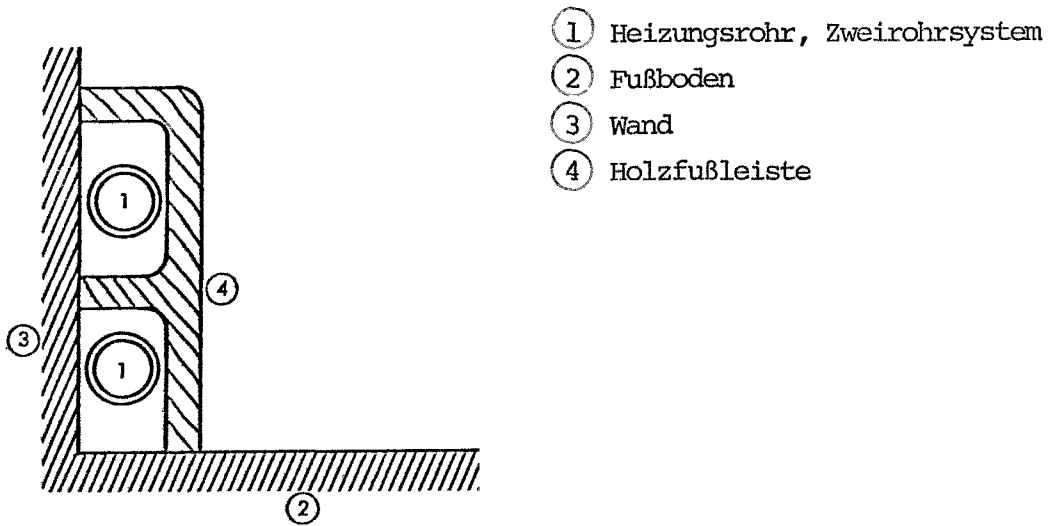 1 Heizungsrohr, Zweirohrsystem
2 Fußboden
3 Wand
4 Holzfußleiste
1
4
3
1
2